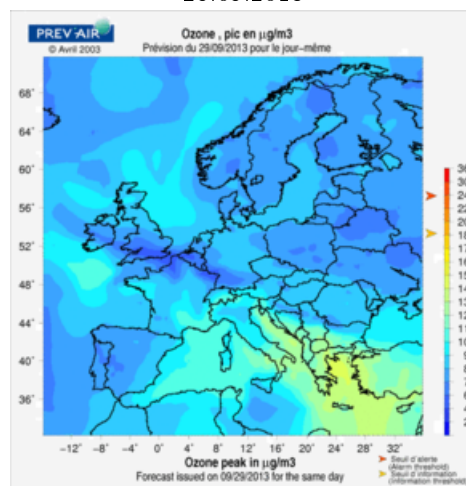 PREV'AIR
© Avril 2003
Ozone , pic en µg/m3
Prévision du 29/09/2013 pour le jour-même
68°
64°
60°
56°
52°
48°
44°
40°
36°
−12° −8° −4° 0° 4° 8° 12° 16° 20° 24° 28° 32°
Ozone peak in µg/m3
Forecast issued on 09/29/2013 for the same day
Seuil d'alerte
(Alarm threshold)
Seuil d'information
(Information threshold)